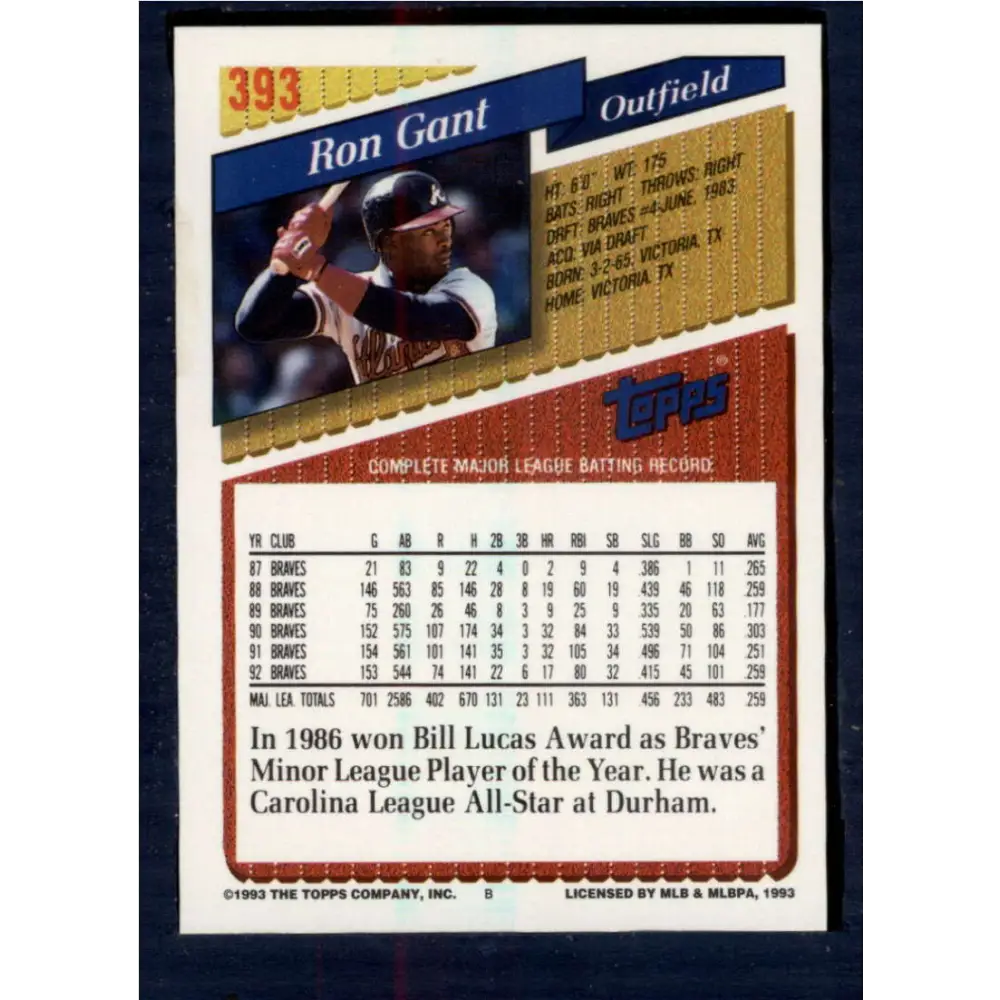 393
Ron Gant
Outfield
HT: 6'0" WT: 175
BATS: RIGHT THROWS: RIGHT
DRFT: BRAVES #4-JUNE, 1983
ACQ: VIA DRAFT
BORN: 3-2-65, VICTORIA, TX
HOME: VICTORIA, TX
A
Atlanta
Topps®
COMPLETE MAJOR LEAGUE BATTING RECORD
YR CLUB G AB R H 2B 3B HR RBI SB SLG BB SO AVG
87 BRAVES 21 83 9 22 4 0 2 9 4 .386 1 11 .265
88 BRAVES 146 563 85 146 28 8 19 60 19 .439 46 118 .259
89 BRAVES 75 260 26 46 8 3 9 25 9 .335 20 63 .177
90 BRAVES 152 575 107 174 34 3 32 84 33 .539 50 86 .303
91 BRAVES 154 561 101 141 35 3 32 105 34 .496 71 104 .251
92 BRAVES 153 544 74 141 22 6 17 80 32 .415 45 101 .259
MAJ. LEA. TOTALS 701 2586 402 670 131 23 111 363 131 .456 233 483 .259
In 1986 won Bill Lucas Award as Braves'
Minor League Player of the Year. He was a
Carolina League All-Star at Durham.
©1993 THE TOPPS COMPANY, INC. B LICENSED BY MLB & MLBPA, 1993